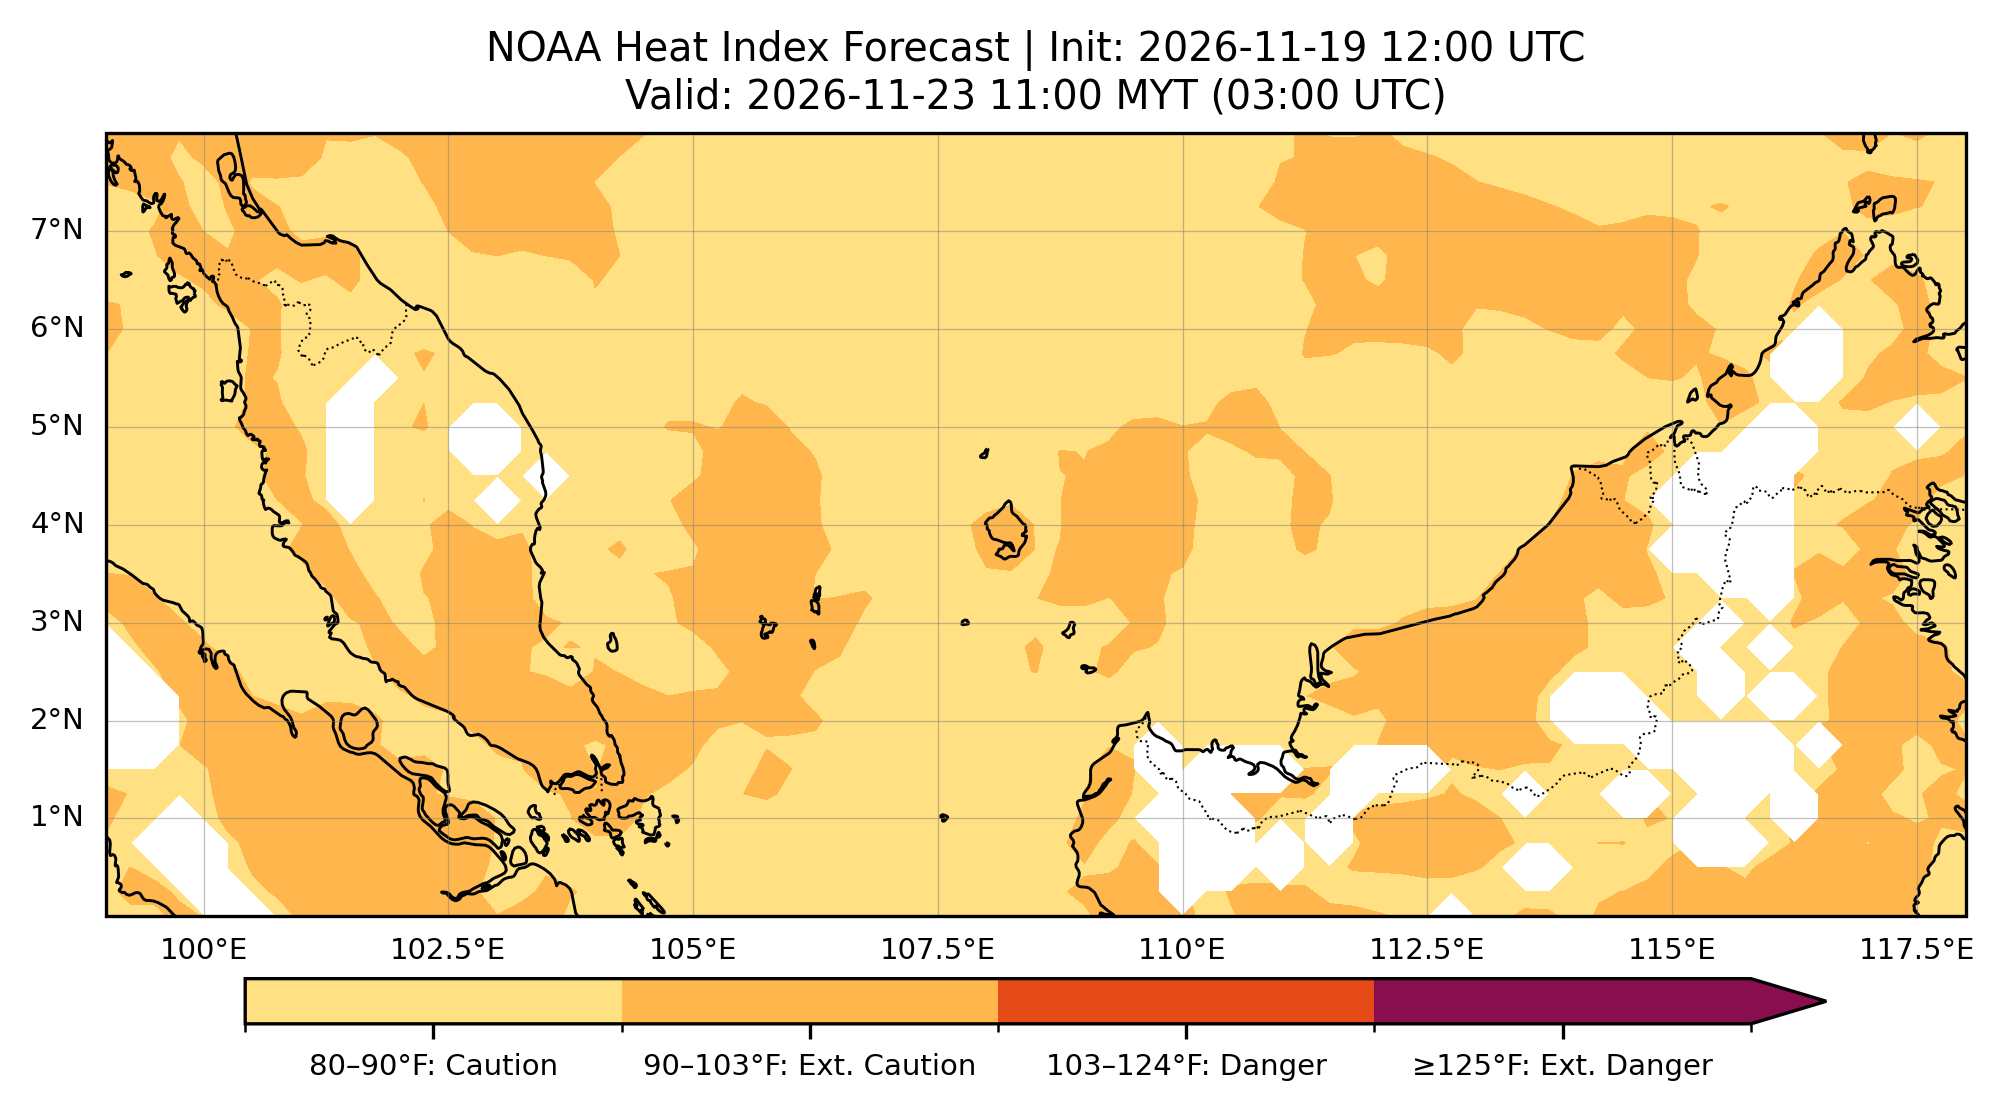 NOAA Heat Index Forecast | Init: 2026-11-19 12:00 UTC
Valid: 2026-11-23 11:00 MYT (03:00 UTC)
7°N
6°N
5°N
4°N
3°N
2°N
1°N
100°E 102.5°E 105°E 107.5°E 110°E 112.5°E 115°E 117.5°E
80–90°F: Caution 90–103°F: Ext. Caution 103–124°F: Danger ≥125°F: Ext. Danger